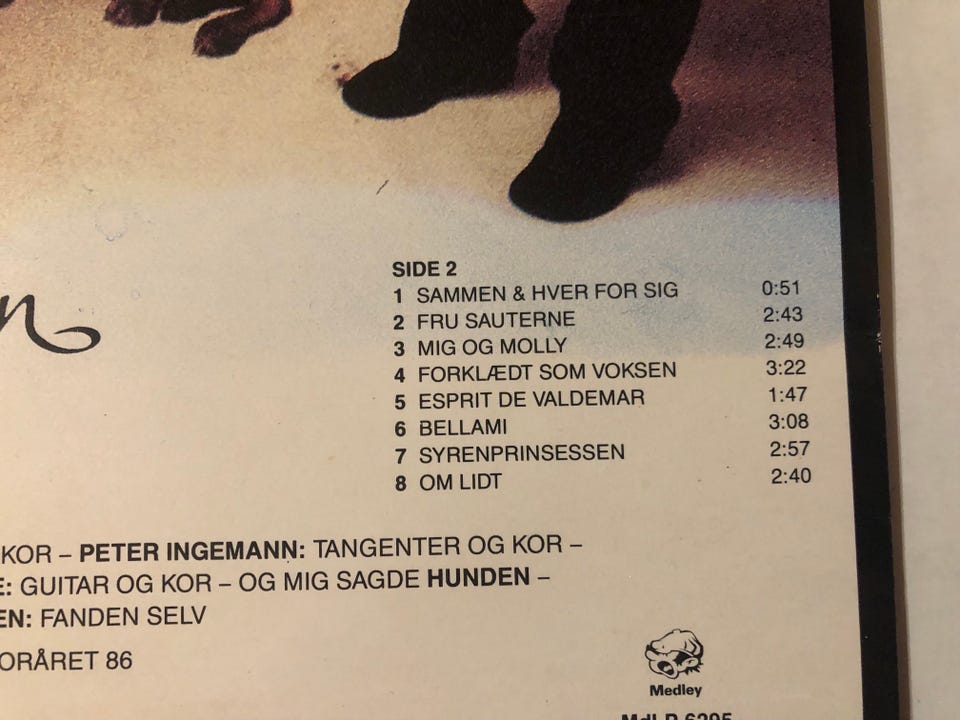 n
SIDE 2
1 SAMMEN & HVER FOR SIG 0:51
2 FRU SAUTERNE 2:43
3 MIG OG MOLLY 2:49
4 FORKLÆDT SOM VOKSEN 3:22
5 ESPRIT DE VALDEMAR 1:47
6 BELLAMI 3:08
7 SYRENPRINSESSEN 2:57
8 OM LIDT 2:40
KOR – PETER INGEMANN: TANGENTER OG KOR –
E: GUITAR OG KOR – OG MIG SAGDE HUNDEN –
EN: FANDEN SELV
ORÅRET 86
Medley
MdLP 6295